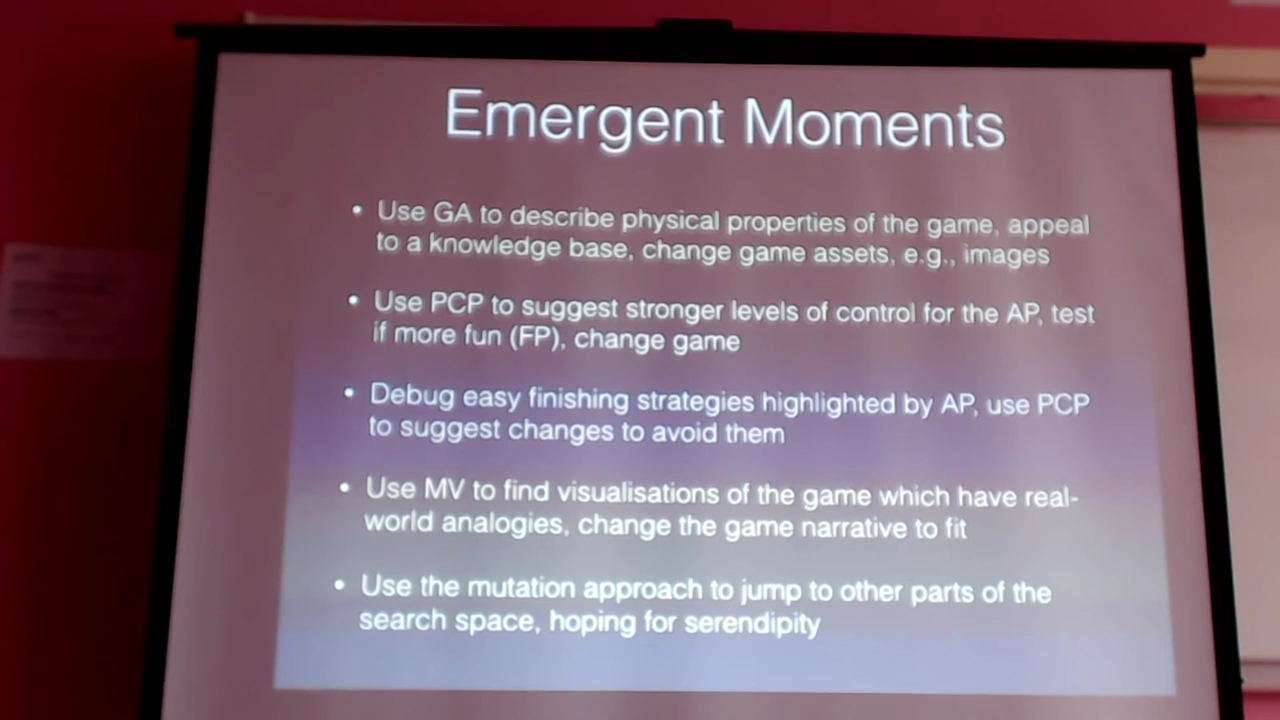 Emergent Moments
• Use GA to describe physical properties of the game, appeal
to a knowledge base, change game assets, e.g., images
• Use PCP to suggest stronger levels of control for the AP, test
if more fun (FP), change game
• Debug easy finishing strategies highlighted by AP, use PCP
to suggest changes to avoid them
• Use MV to find visualisations of the game which have real-
world analogies, change the game narrative to fit
• Use the mutation approach to jump to other parts of the
search space, hoping for serendipity